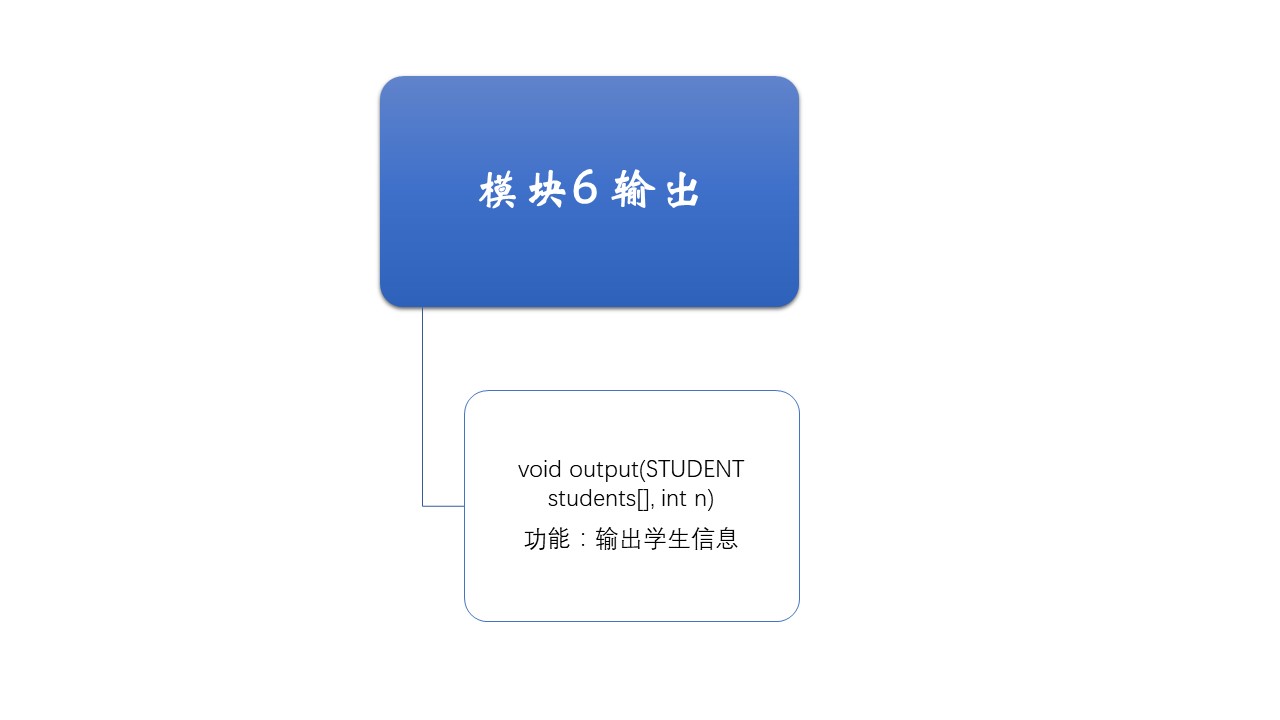 模块6 输出
void output(STUDENT
students[], int n)
功能：输出学生信息